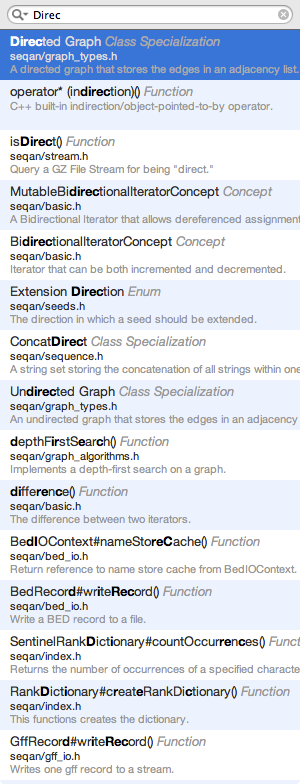 Direc
Directed Graph Class Specialization
seqan/graph_types.h
A directed graph that stores the edges in an adjacency list.
operator* (indirection)() Function
C++ built-in indirection/object-pointed-to-by operator.
isDirect() Function
seqan/stream.h
Query a GZ File Stream for being "direct."
MutableBidirectionalIteratorConcept Concept
seqan/basic.h
A Bidirectional Iterator that allows dereferenced assignment
BidirectionalIteratorConcept Concept
seqan/basic.h
Iterator that can be both incremented and decremented.
Extension Direction Enum
seqan/seeds.h
The direction in which a seed should be extended.
ConcatDirect Class Specialization
seqan/sequence.h
A string set storing the concatenation of all strings within one
Undirected Graph Class Specialization
seqan/graph_types.h
An undirected graph that stores the edges in an adjacency
depthFirstSearch() Function
seqan/graph_algorithms.h
Implements a depth-first search on a graph.
difference() Function
seqan/basic.h
The difference between two iterators.
BedIOContext#nameStoreCache() Function
seqan/bed_io.h
Return reference to name store cache from BedIOContext.
BedRecord#writeRecord() Function
seqan/bed_io.h
Write a BED record to a file.
SentinelRankDictionary#countOccurrences() Funct
seqan/index.h
Returns the number of occurrences of a specified characte
RankDictionary#createRankDictionary() Function
seqan/index.h
This functions creates the dictionary.
GffRecord#writeRecord() Function
seqan/gff_io.h
Writes one gff record to a stream.